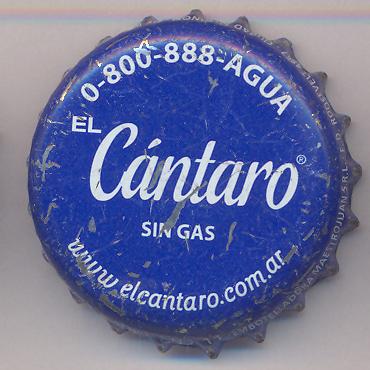 0-800-888-AGUA
EL
Cántaro®
SIN GAS
www.elcantaro.com.ar